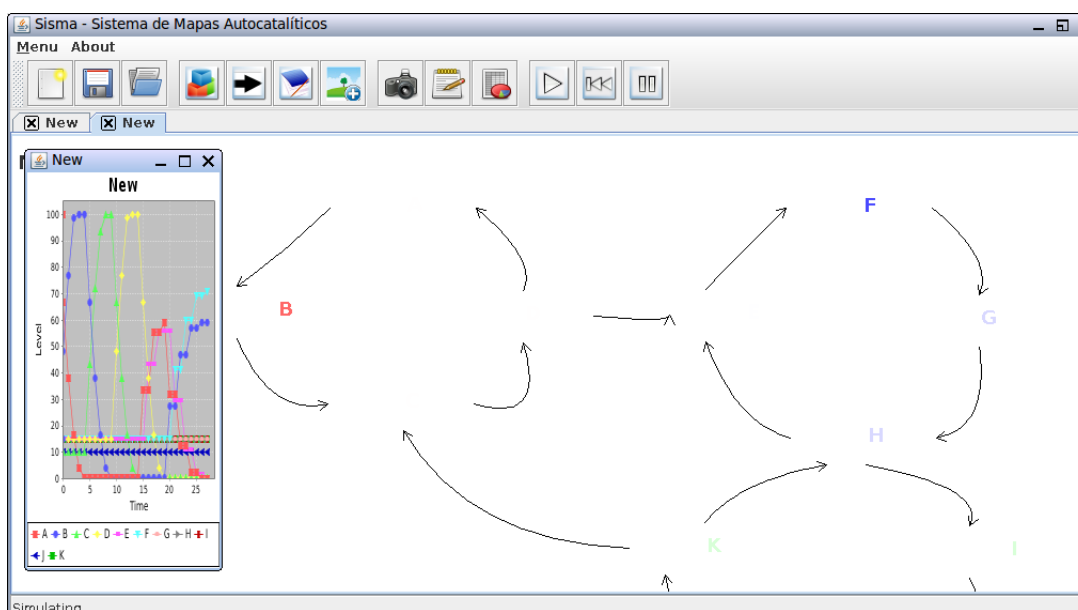 Sisma - Sistema de Mapas Autocatalíticos
Menu About
New New
New
New
100
90
80
70
60
50
40
30
20
10
0
Level
0 5 10 15 20 25
Time
A B C D E F G H I
J K
F
B
G
H
K
I
Simulating